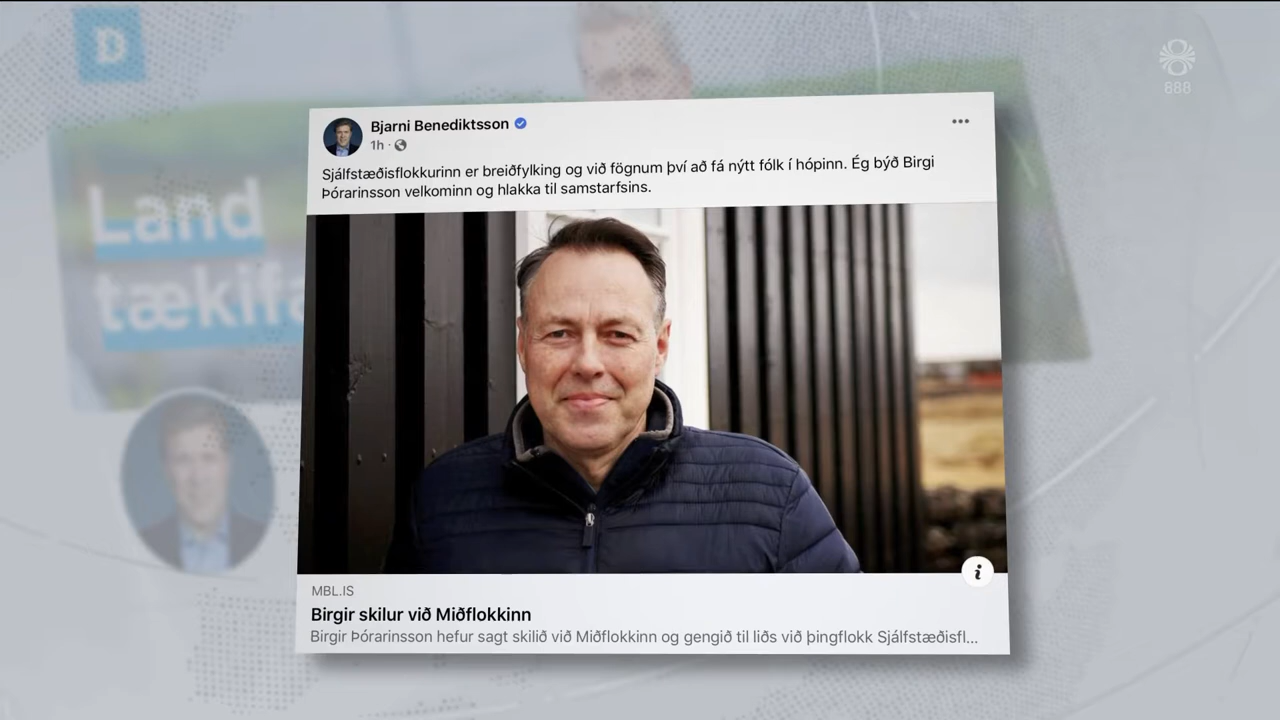 888
Bjarni Benediktsson
1h ·
Sjálfstæðisflokkurinn er breiðfylking og við fögnum því að fá nýtt fólk í hópinn. Ég býð Birgi
Þórarinsson velkominn og hlakka til samstarfsins.
Land
tækifæ
MBL.IS
Birgir skilur við Miðflokkinn
Birgir Þórarinsson hefur sagt skilið við Miðflokkinn og gengið til liðs við þingflokk Sjálfstæðisfl...